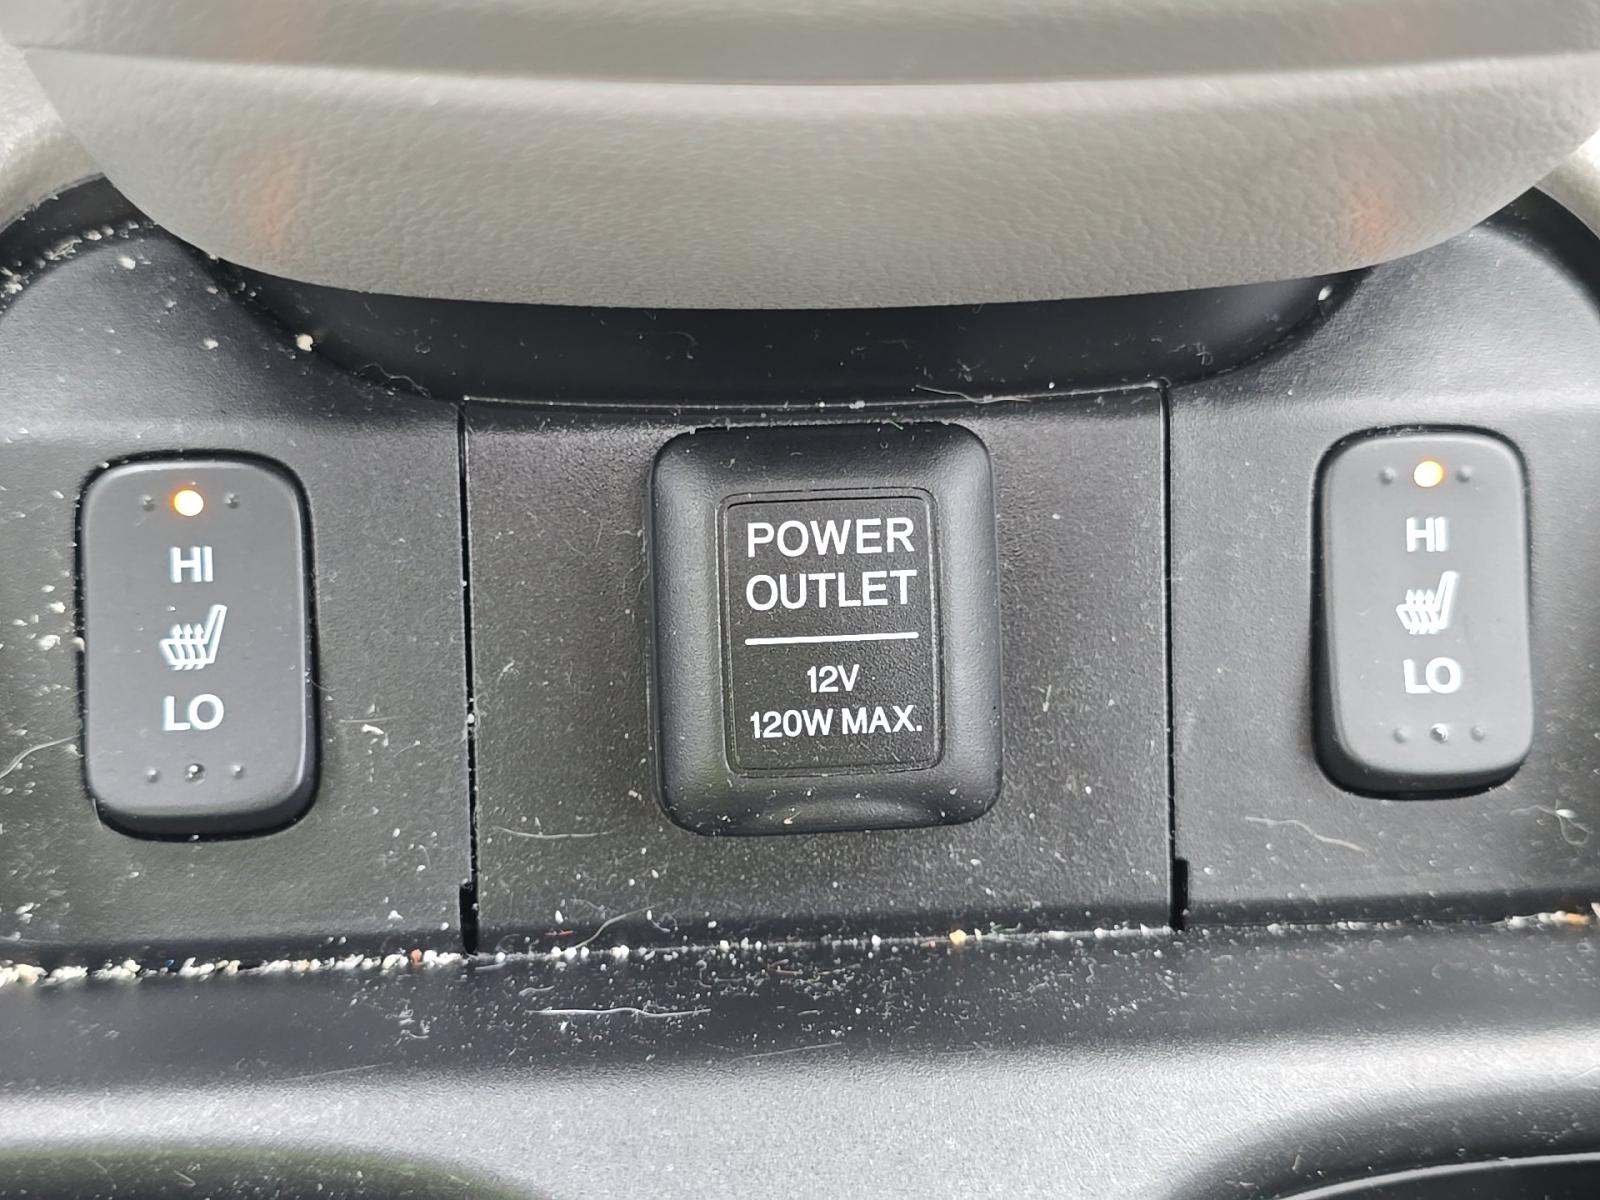 HI
LO
POWER
OUTLET
12V
120W MAX.
HI
LO